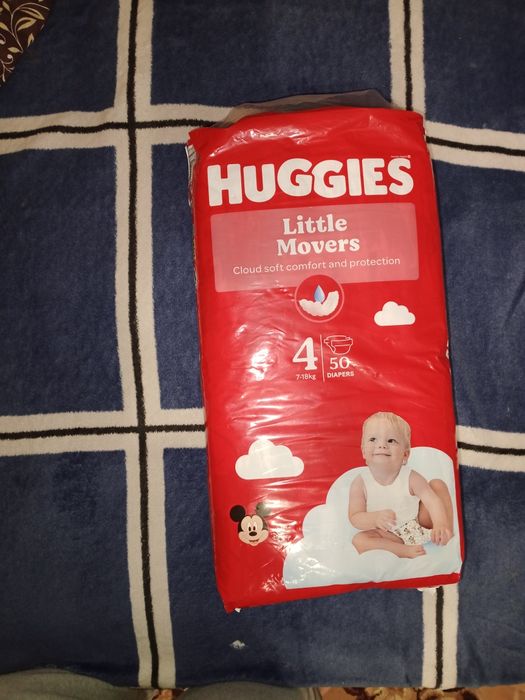 HUGGIES
Little
Movers
Cloud soft comfort and protection
4
7-18kg
50
DIAPERS